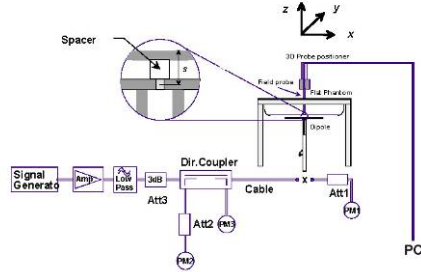 z
y
x
Spacer
s
3D Probe positioner
Field probe
Flat Phantom
Dipole
Signal
Generato
Amp
Low
Pass
3dB
Att3
Dir.Coupler
Att2
PM2
PM3
Cable
x
Att1
PM1
PC